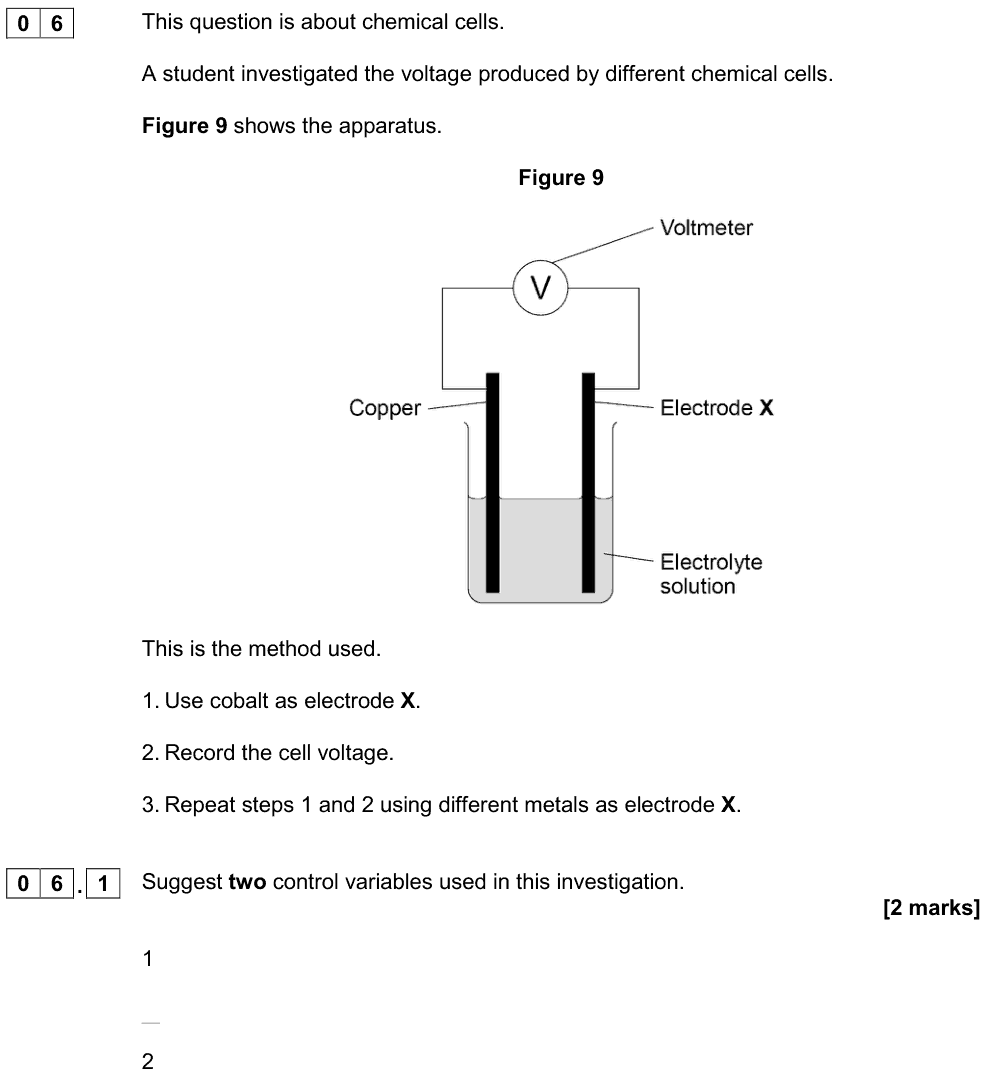 0 6 This question is about chemical cells.
A student investigated the voltage produced by different chemical cells.
Figure 9 shows the apparatus.
Figure 9
Voltmeter
V
Copper
Electrode X
Electrolyte
solution
This is the method used.
1. Use cobalt as electrode X.
2. Record the cell voltage.
3. Repeat steps 1 and 2 using different metals as electrode X.
0 6 . 1 Suggest two control variables used in this investigation.
[2 marks]
1
2